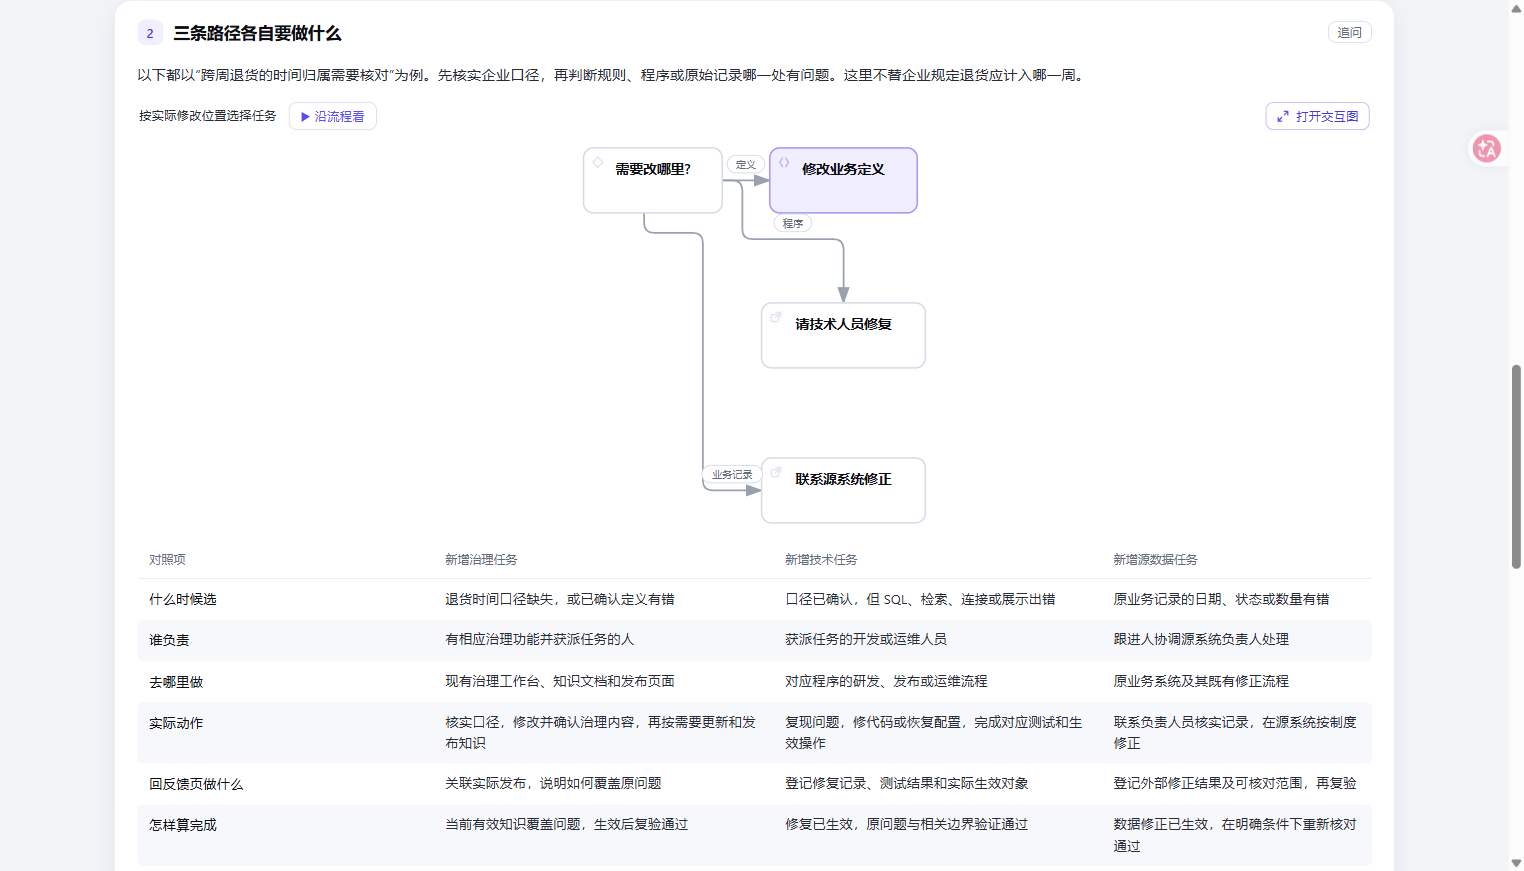 2 三条路径各自要做什么 追问
以下都以“跨周退货的时间归属需要核对”为例。先核实企业口径，再判断规则、程序或原始记录哪一处有问题。这里不替企业规定退货应计入哪一周。
按实际修改位置选择任务 沿流程看 打开交互图
需要改哪里? 定义 修改业务定义
程序
请技术人员修复
业务记录 联系源系统修正
对照项 新增治理任务 新增技术任务 新增源数据任务
什么时候选 退货时间口径缺失，或已确认定义有错 口径已确认，但 SQL、检索、连接或展示出错 原业务记录的日期、状态或数量有错
谁负责 有相应治理功能并获派任务的人 获派任务的开发或运维人员 跟进人协调源系统负责人处理
去哪里做 现有治理工作台、知识文档和发布页面 对应程序的研发、发布或运维流程 原业务系统及其既有修正流程
实际动作 核实口径，修改并确认治理内容，再按需要更新和发 复现问题，修代码或恢复配置，完成对应测试和生 联系负责人员核实记录，在源系统按制度
布知识 效操作 修正
回反馈页做什么 关联实际发布，说明如何覆盖原问题 登记修复记录、测试结果和实际生效对象 登记外部修正结果及可核对范围，再复验
怎样算完成 当前有效知识覆盖问题，生效后复验通过 修复已生效，原问题与相关边界验证通过 数据修正已生效，在明确条件下重新核对
通过